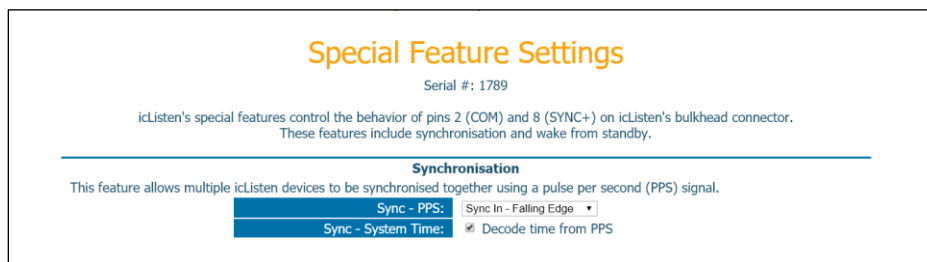 Special Feature Settings
Serial #: 1789
icListen's special features control the behavior of pins 2 (COM) and 8 (SYNC+) on icListen's bulkhead connector.
These features include synchronisation and wake from standby.
Synchronisation
This feature allows multiple icListen devices to be synchronised together using a pulse per second (PPS) signal.
Sync - PPS: Sync In - Falling Edge
Sync - System Time: Decode time from PPS